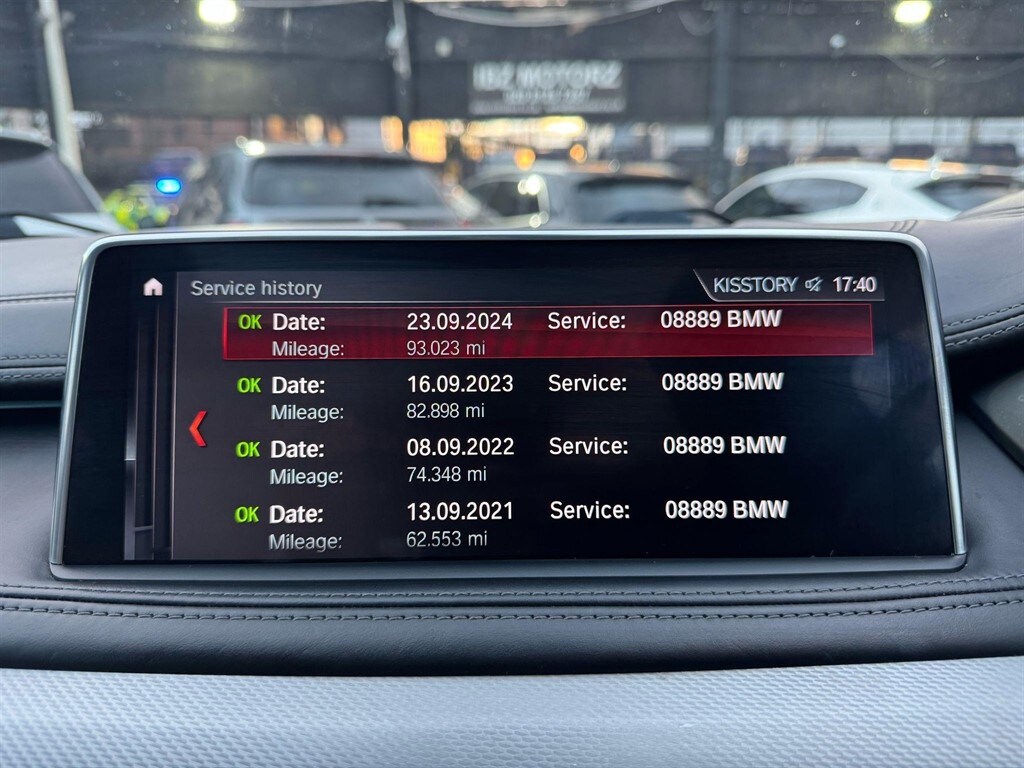 IBZ MOTORZ
Service history KISSTORY 17:40
OK Date: 23.09.2024 Service: 08889 BMW
Mileage: 93.023 mi
OK Date: 16.09.2023 Service: 08889 BMW
Mileage: 82.898 mi
OK Date: 08.09.2022 Service: 08889 BMW
Mileage: 74.348 mi
OK Date: 13.09.2021 Service: 08889 BMW
Mileage: 62.553 mi